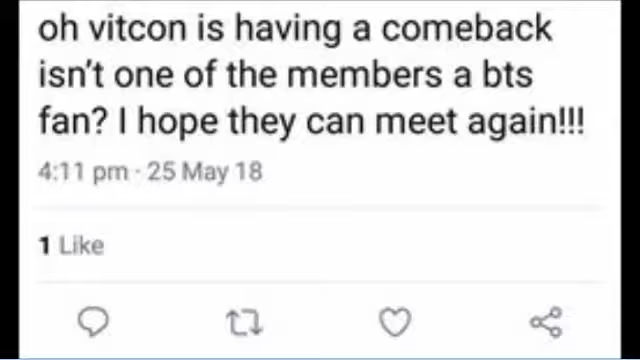 oh vitcon is having a comeback
isn't one of the members a bts
fan? I hope they can meet again!!!
4:11 pm · 25 May 18
1 Like